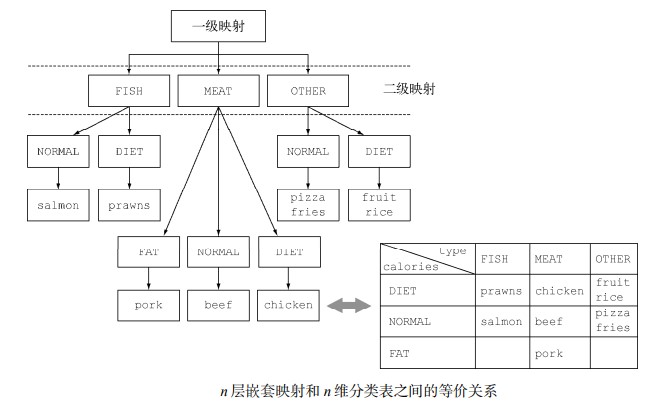 一级映射
FISH MEAT OTHER 二级映射
NORMAL DIET NORMAL DIET
salmon prawns pizza fries fruit rice
FAT NORMAL DIET
pork beef chicken
type
calories FISH MEAT OTHER
DIET prawns chicken fruit rice
NORMAL salmon beef pizza fries
FAT pork
n层嵌套映射和n维分类表之间的等价关系